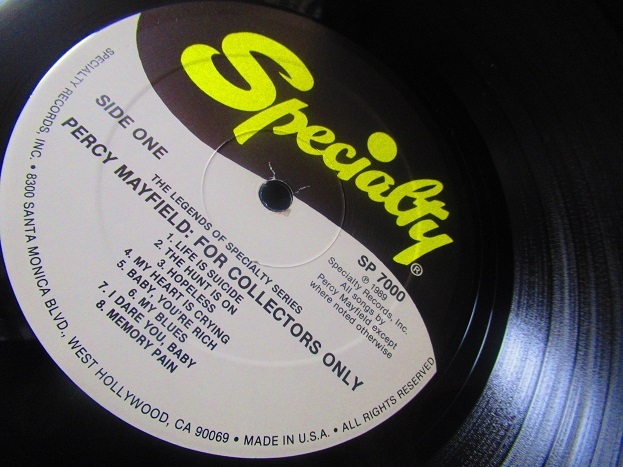 Specialty®
SIDE ONE
SP 7000
℗ 1989
Specialty Records, Inc.
All songs by
Percy Mayfield except
where noted otherwise
THE LEGENDS OF SPECIALTY SERIES
PERCY MAYFIELD: FOR COLLECTORS ONLY
1. LIFE IS SUICIDE
2. THE HUNT IS ON
3. HOPELESS
4. MY HEART IS CRYING
5. BABY, YOU'RE RICH
6. MY BLUES
7. I DARE YOU, BABY
8. MEMORY PAIN
SPECIALTY RECORDS, INC. • 8300 SANTA MONICA BLVD., WEST HOLLYWOOD, CA 90069 • MADE IN U.S.A. • ALL RIGHTS RESERVED